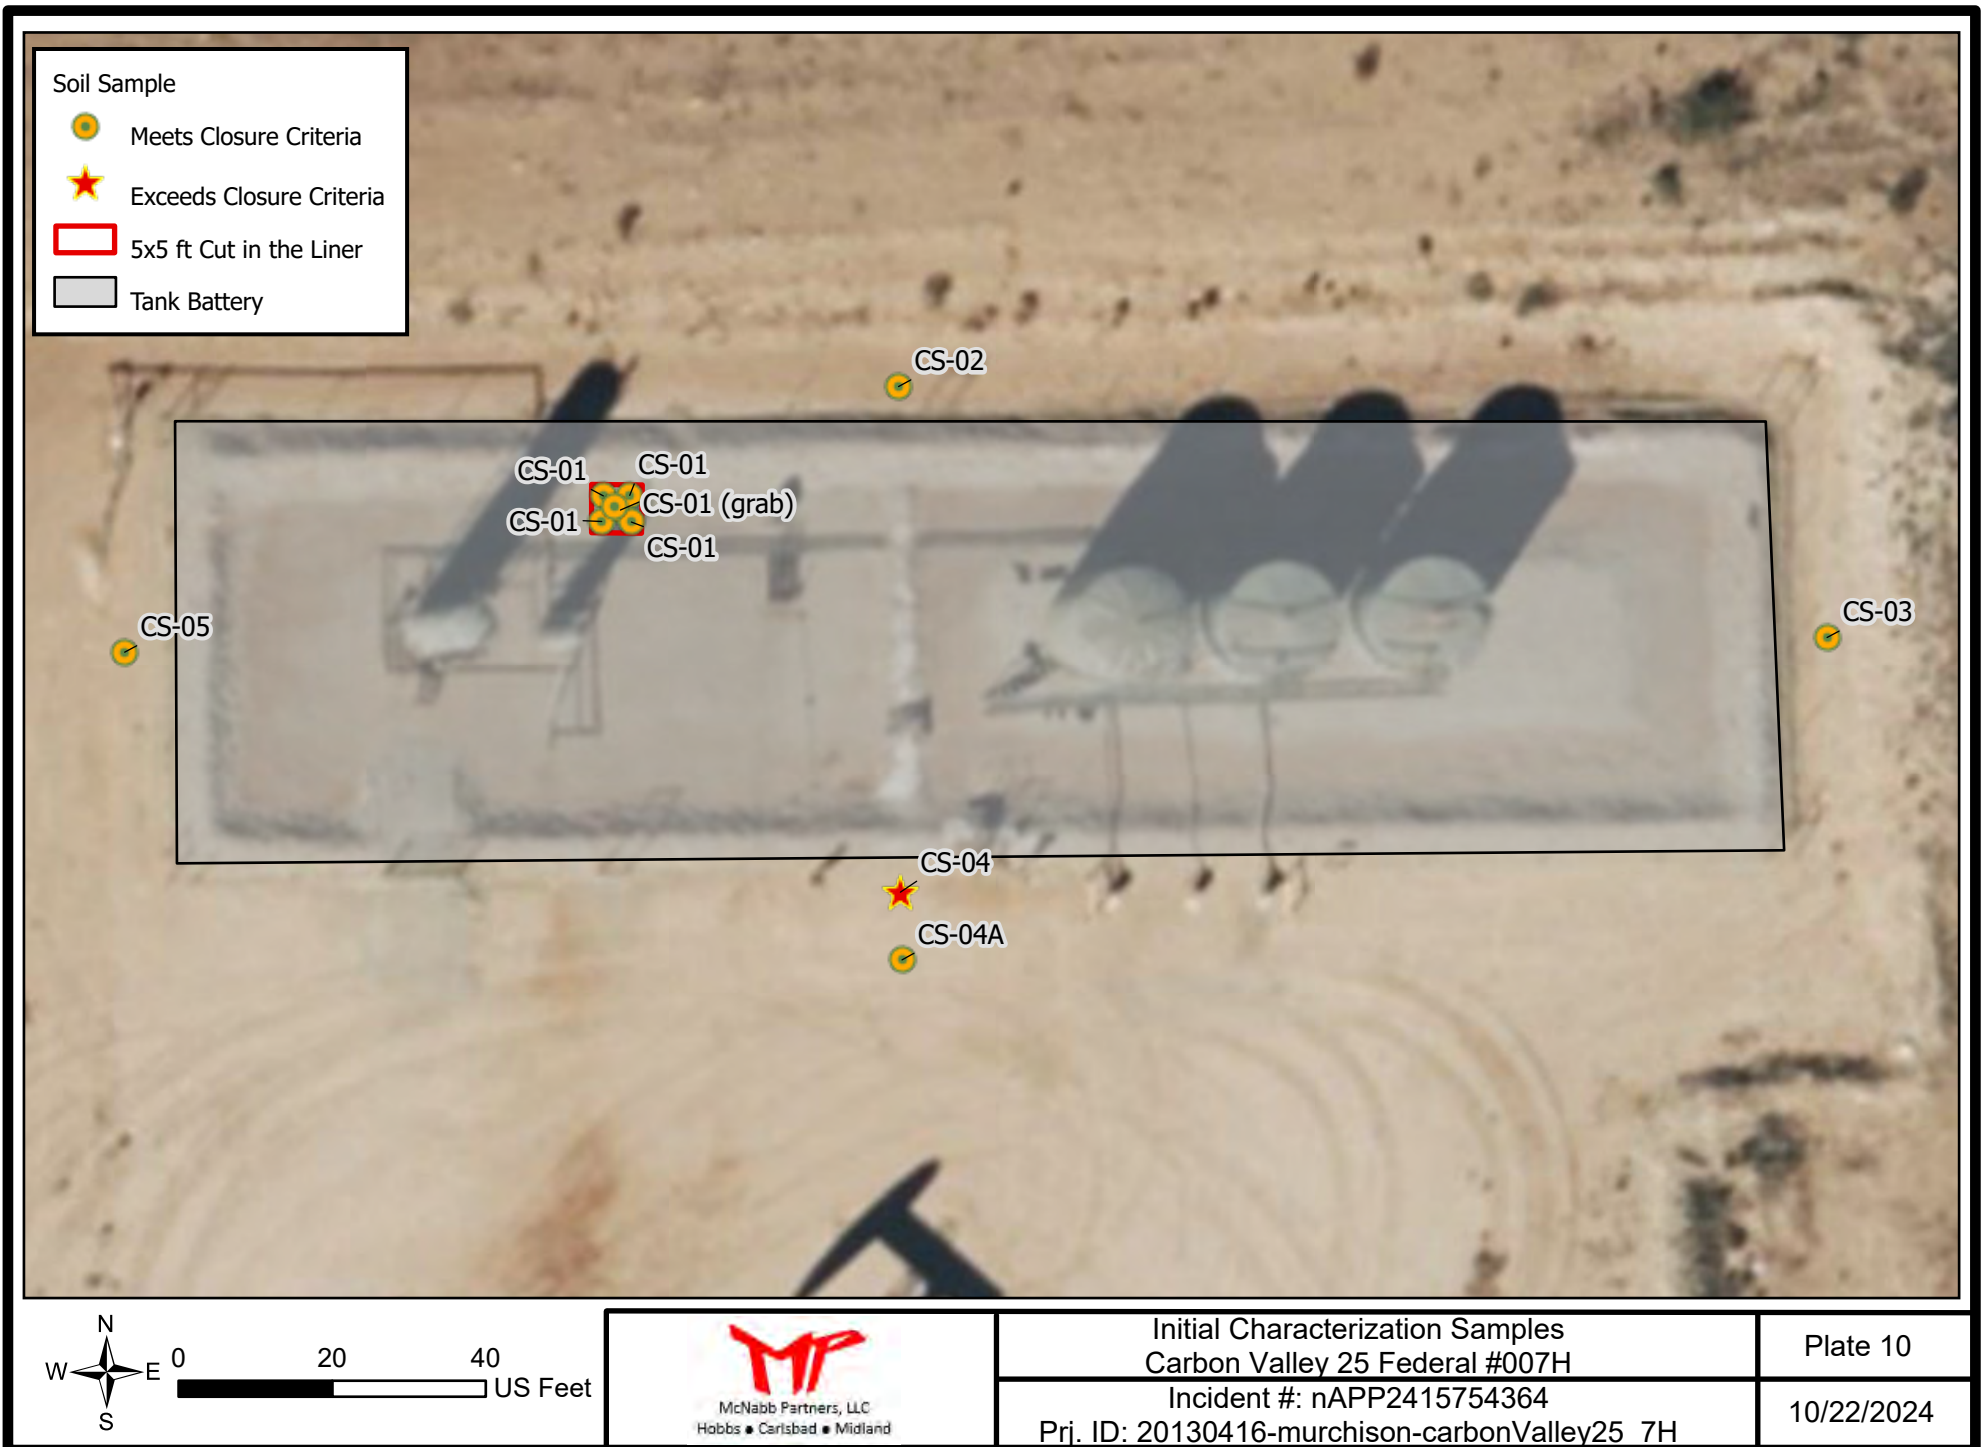 Soil Sample
Meets Closure Criteria
Exceeds Closure Criteria
5x5 ft Cut in the Liner
Tank Battery
CS-02
CS-01
CS-01
CS-01 (grab)
CS-01
CS-01
CS-05
CS-03
CS-04
CS-04A
N
W E
S
0 20 40
US Feet
McNabb Partners, LLC
Hobbs • Carlsbad • Midland
Initial Characterization Samples
Carbon Valley 25 Federal #007H
Incident #: nAPP2415754364
Prj. ID: 20130416-murchison-carbonValley25_7H
Plate 10
10/22/2024